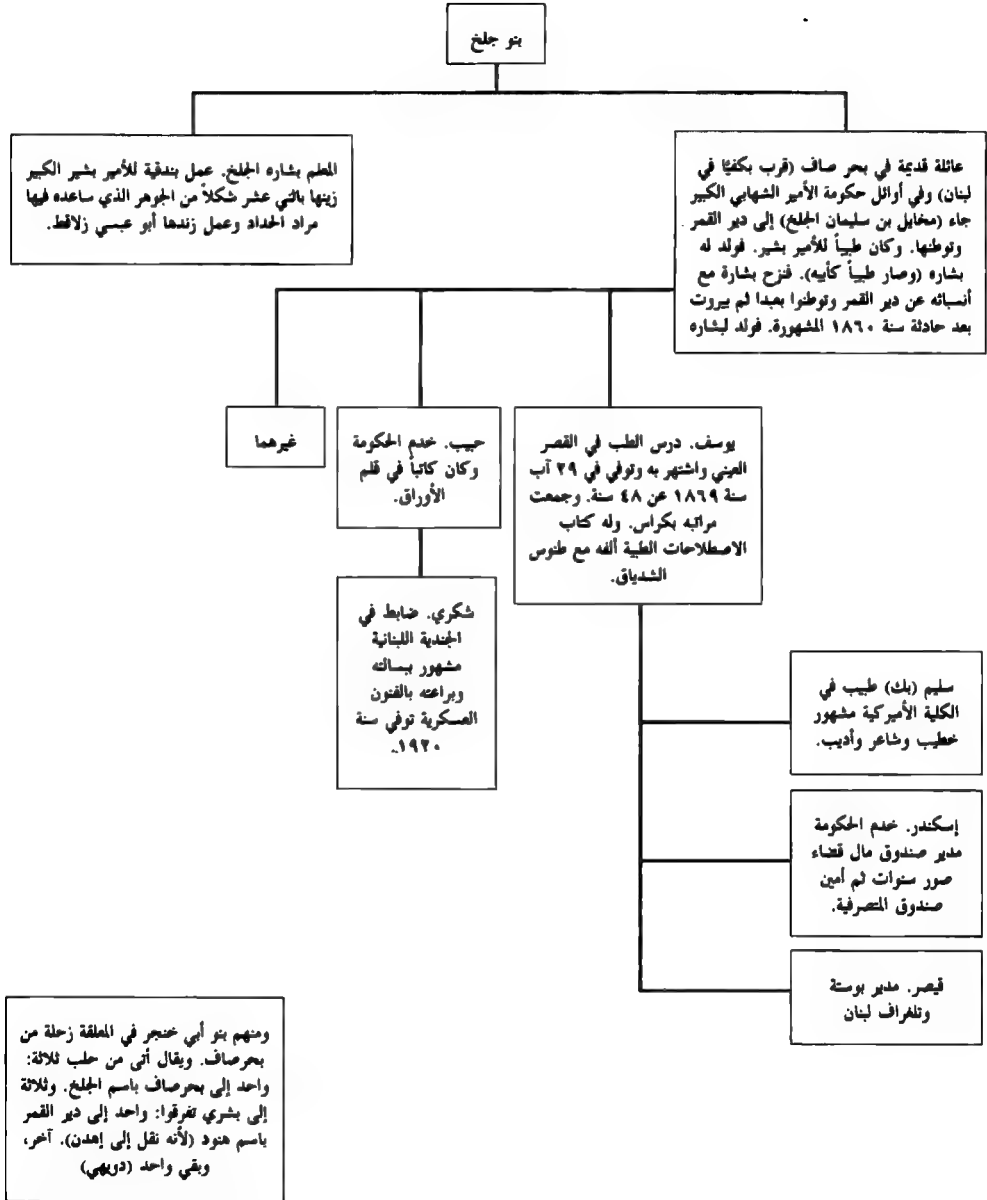 بنو جلخ
عائلة قديمة في بحر صاف (قرب بكفيّا في
لبنان) وفي أوائل حكومة الأمير الشهابي الكبير
جاء (مخايل بن سليمان الجلخ) إلى دير القمر
وتوطنها. وكان طبيباً للأمير بشير. فولد له
بشاره (وصار طبيباً كأبيه). فنزح بشارة مع
أنسبائه عن دير القمر وتوطنوا بعبدا ثم بيروت
بعد حادثة سنة ١٨٦٠ المشهورة. فولد لبشاره
المعلم بشاره الجلخ. عمل بندقية للأمير بشير الكبير
زينها باثني عشر شكلاً من الجوهر الذي ساعده فيها
مراد الحداد وعمل زندها أبو عبسي زلاقط.
يوسف. درس الطب في القصر
العيني واشتهر به وتوفي في ٢٩ آب
سنة ١٨٦٩ عن ٤٨ سنة. وجمعت
مراثيه بكراس. وله كتاب
الاصطلاحات الطبية ألفه مع طنوس
الشدياق.
حبيب. خدم الحكومة
وكان كاتباً في قلم
الأوراق.
غيرهما
شكري. ضابط في
الجندية اللبنانية
مشهور ببسالته
وبراعته بالفنون
العسكرية توفي سنة
١٩٢٠.
سليم (بك) طبيب في
الكلية الأميركية مشهور
خطيب وشاعر وأديب.
إسكندر. خدم الحكومة
مدير صندوق مال قضاء
صور سنوات ثم أمين
صندوق المتصرفية.
قيصر. مدير بوستة
وتلغراف لبنان
ومنهم بنو أبي خنجر في المعلقة زحلة من
بحرصاف. ويقال أتى من حلب ثلاثة:
واحد إلى بحرصاف باسم الجلخ. وثلاثة
إلى بشري تفرقوا: واحد إلى دير القمر
باسم هنود (لأنه نقل إلى إهدن). آخر،
وبقي واحد (دويهي)